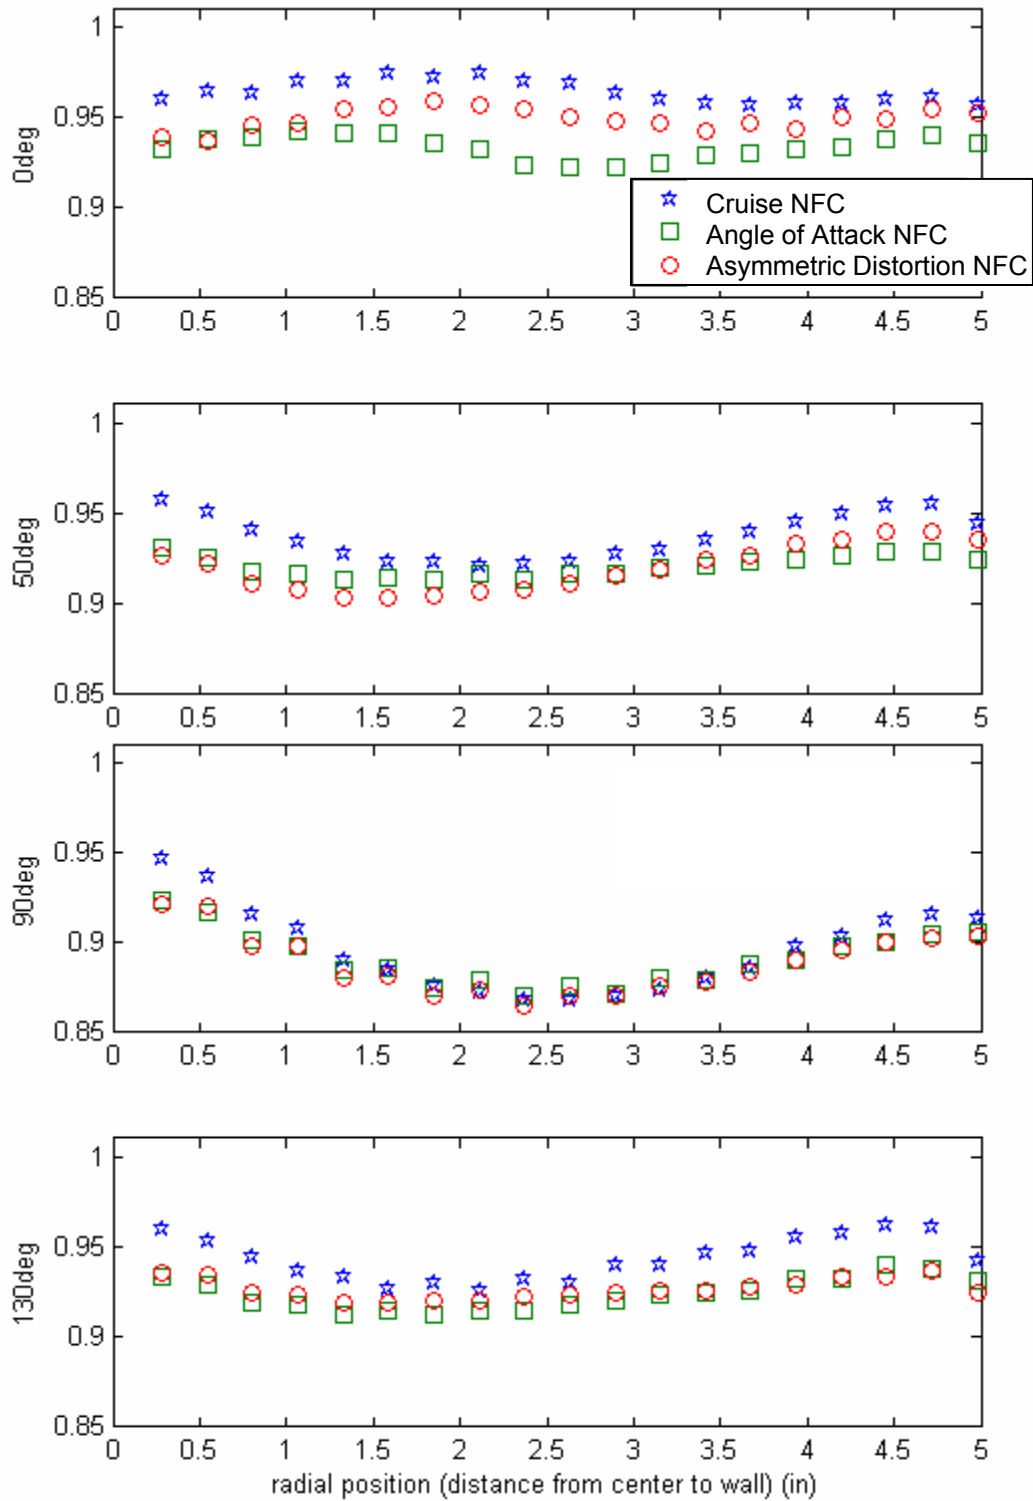 1
0.95
0.9
0.85
0deg
Cruise NFC
Angle of Attack NFC
Asymmetric Distortion NFC
0 0.5 1 1.5 2 2.5 3 3.5 4 4.5 5
1
0.95
0.9
0.85
50deg
0 0.5 1 1.5 2 2.5 3 3.5 4 4.5 5
1
0.95
0.9
0.85
90deg
0 0.5 1 1.5 2 2.5 3 3.5 4 4.5 5
1
0.95
0.9
0.85
130deg
0 0.5 1 1.5 2 2.5 3 3.5 4 4.5 5
radial position (distance from center to wall) (in)